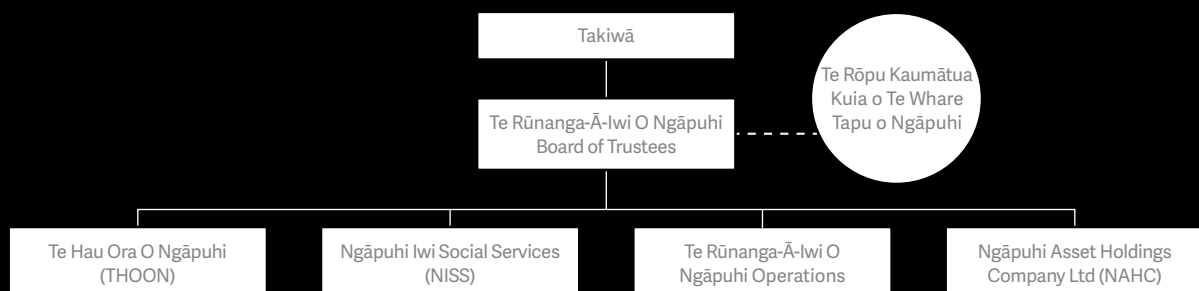 Takiwā
Te Rōpu Kaumātua
Kuia o Te Whare
Tapu o Ngāpuhi
Te Rūnanga-Ā-Iwi O Ngāpuhi
Board of Trustees
Te Hau Ora O Ngāpuhi
(THOON)
Ngāpuhi Iwi Social Services
(NISS)
Te Rūnanga-Ā-Iwi O
Ngāpuhi Operations
Ngāpuhi Asset Holdings
Company Ltd (NAHC)